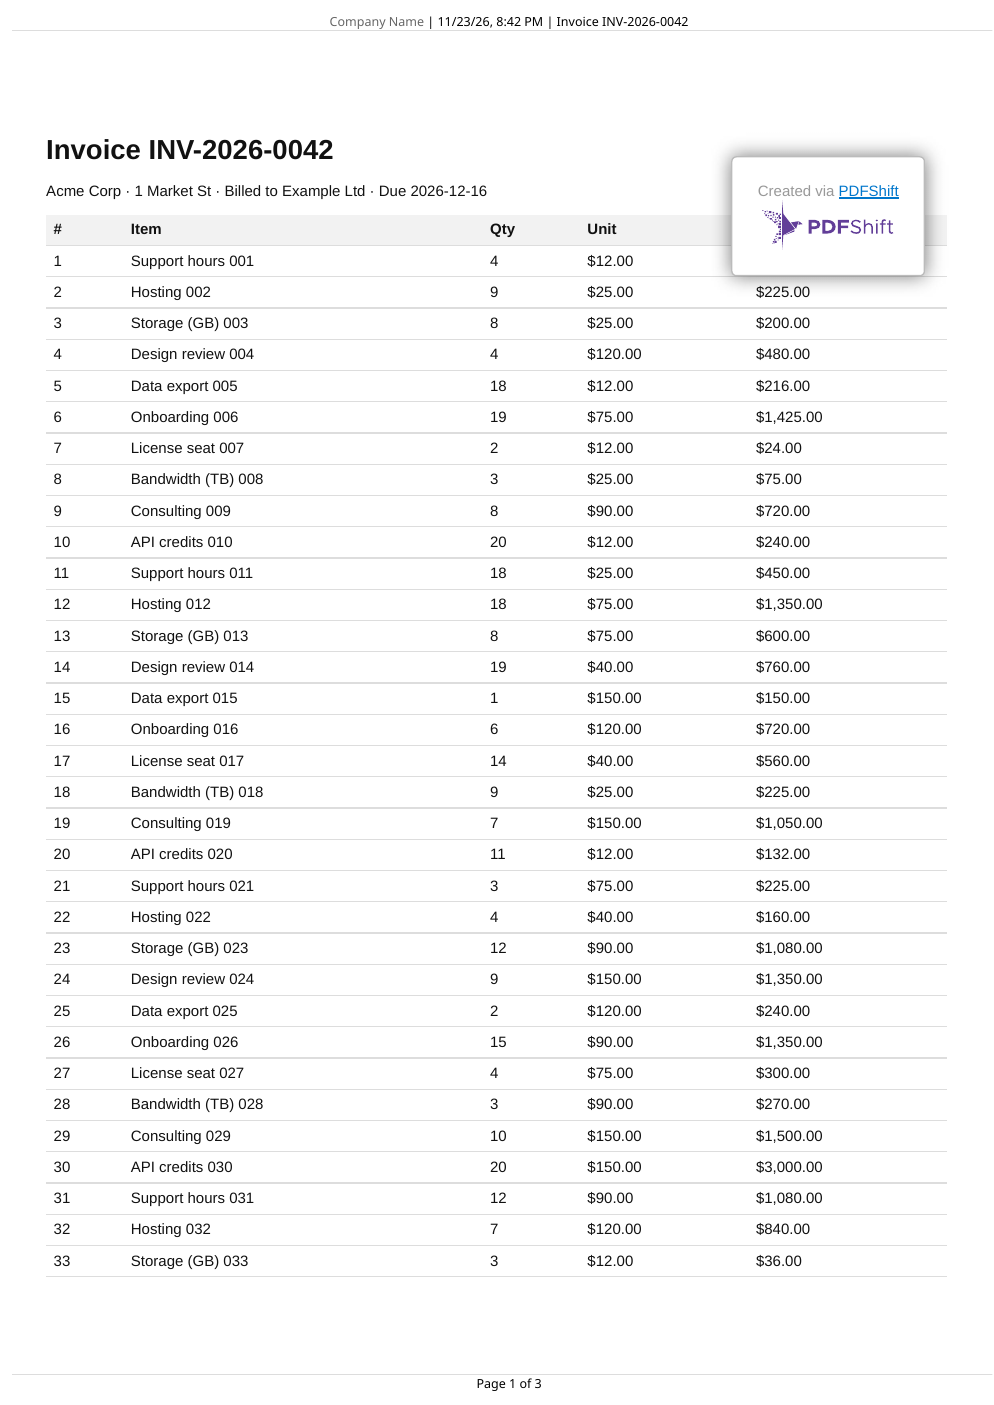 Company Name | 11/23/26, 8:42 PM | Invoice INV-2026-0042
Invoice INV-2026-0042
Acme Corp · 1 Market St · Billed to Example Ltd · Due 2026-12-16
Created via PDFShift
PDFShift
# Item Qty Unit
1 Support hours 001 4 $12.00
2 Hosting 002 9 $25.00 $225.00
3 Storage (GB) 003 8 $25.00 $200.00
4 Design review 004 4 $120.00 $480.00
5 Data export 005 18 $12.00 $216.00
6 Onboarding 006 19 $75.00 $1,425.00
7 License seat 007 2 $12.00 $24.00
8 Bandwidth (TB) 008 3 $25.00 $75.00
9 Consulting 009 8 $90.00 $720.00
10 API credits 010 20 $12.00 $240.00
11 Support hours 011 18 $25.00 $450.00
12 Hosting 012 18 $75.00 $1,350.00
13 Storage (GB) 013 8 $75.00 $600.00
14 Design review 014 19 $40.00 $760.00
15 Data export 015 1 $150.00 $150.00
16 Onboarding 016 6 $120.00 $720.00
17 License seat 017 14 $40.00 $560.00
18 Bandwidth (TB) 018 9 $25.00 $225.00
19 Consulting 019 7 $150.00 $1,050.00
20 API credits 020 11 $12.00 $132.00
21 Support hours 021 3 $75.00 $225.00
22 Hosting 022 4 $40.00 $160.00
23 Storage (GB) 023 12 $90.00 $1,080.00
24 Design review 024 9 $150.00 $1,350.00
25 Data export 025 2 $120.00 $240.00
26 Onboarding 026 15 $90.00 $1,350.00
27 License seat 027 4 $75.00 $300.00
28 Bandwidth (TB) 028 3 $90.00 $270.00
29 Consulting 029 10 $150.00 $1,500.00
30 API credits 030 20 $150.00 $3,000.00
31 Support hours 031 12 $90.00 $1,080.00
32 Hosting 032 7 $120.00 $840.00
33 Storage (GB) 033 3 $12.00 $36.00
Page 1 of 3